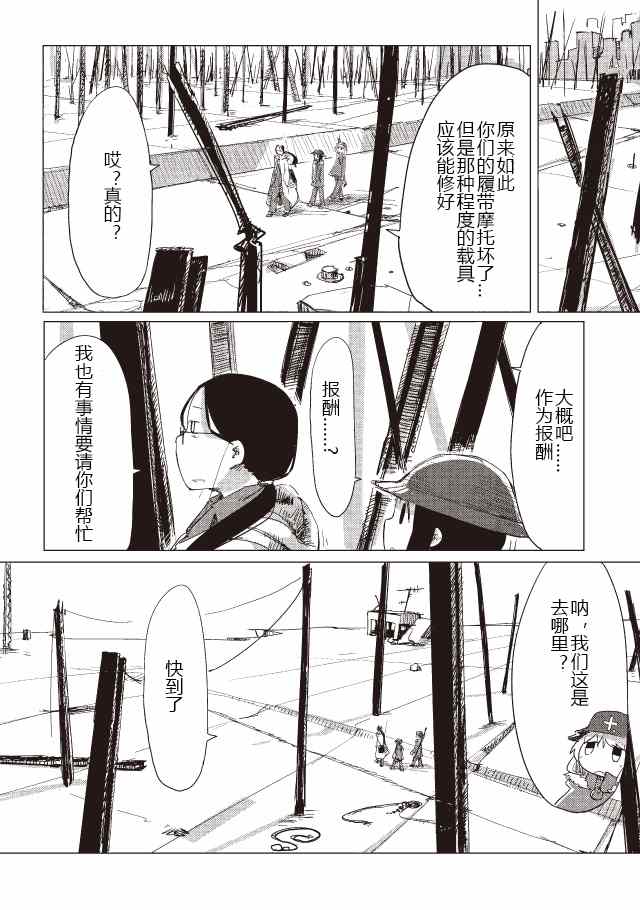 原来如此
你们的履带摩托坏了…
但是那种程度的载具
应该能修好
哎？真的？
大概吧……
作为报酬
报酬……？
我也有事情要请你们帮忙
呐，我们这是
去哪里？
快到了